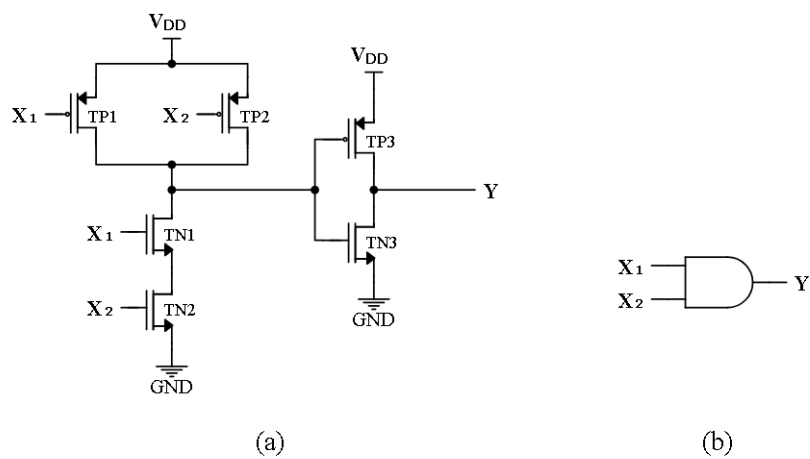 VDD
VDD
X1 TP1 X2 TP2 TP3
Y
X1 TN1 TN3
X1
Y
X2
X2 TN2
GND
GND
(a) (b)